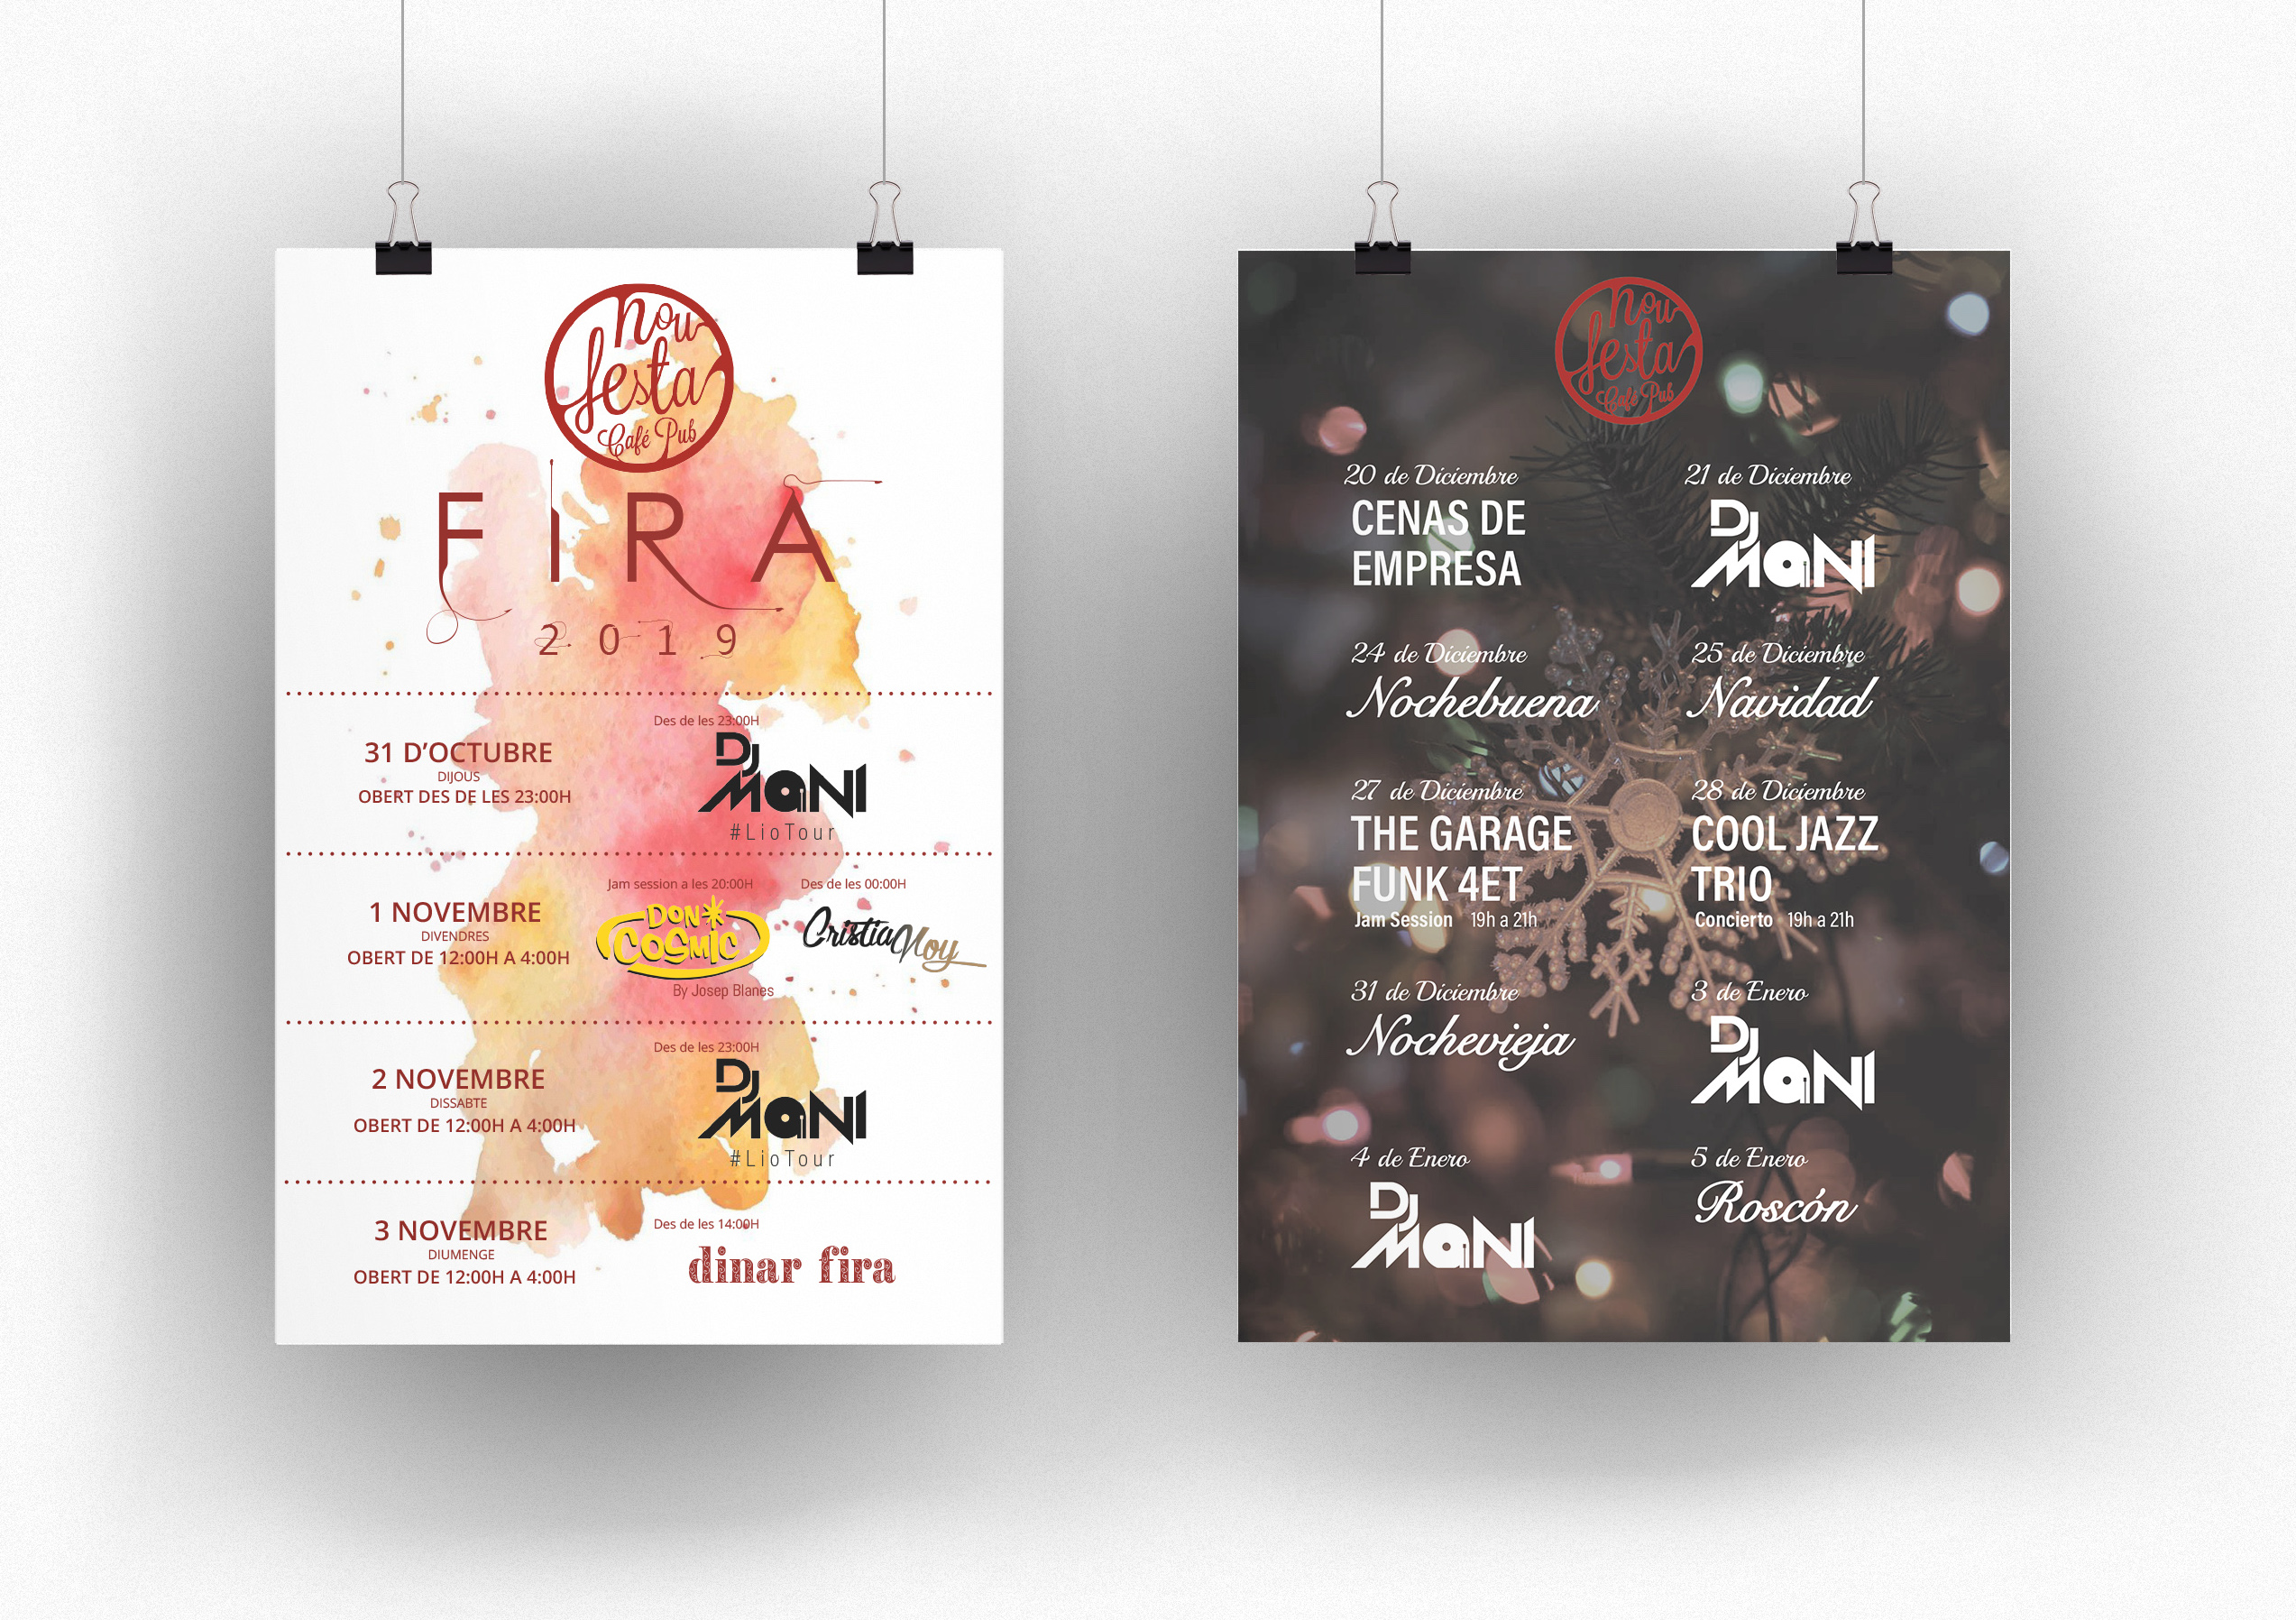 nou
festa
Café Pub
FIRA
2019
31 D'OCTUBRE
DIJOUS
OBERT DES DE LES 23:00H
Des de les 23:00H
DJ
MaNI
#LioTour
1 NOVEMBRE
DIVENDRES
OBERT DE 12:00H A 4:00H
Jam session a les 20:00H
DON
COSMIC
By Josep Blanes
Des de les 00:00H
Cristia Noy
2 NOVEMBRE
DISSABTE
OBERT DE 12:00H A 4:00H
Des de les 23:00H
DJ
MaNI
#LioTour
3 NOVEMBRE
DIUMENGE
OBERT DE 12:00H A 4:00H
Des de les 14:00H
dinar fira
nou
festa
Café Pub
20 de Diciembre
CENAS DE
EMPRESA
21 de Diciembre
DJ
MaNI
24 de Diciembre
Nochebuena
25 de Diciembre
Navidad
27 de Diciembre
THE GARAGE
FUNK 4ET
Jam Session 19h a 21h
28 de Diciembre
COOL JAZZ
TRIO
Concierto 19h a 21h
31 de Diciembre
Nochevieja
3 de Enero
DJ
MaNI
4 de Enero
DJ
MaNI
5 de Enero
Roscón